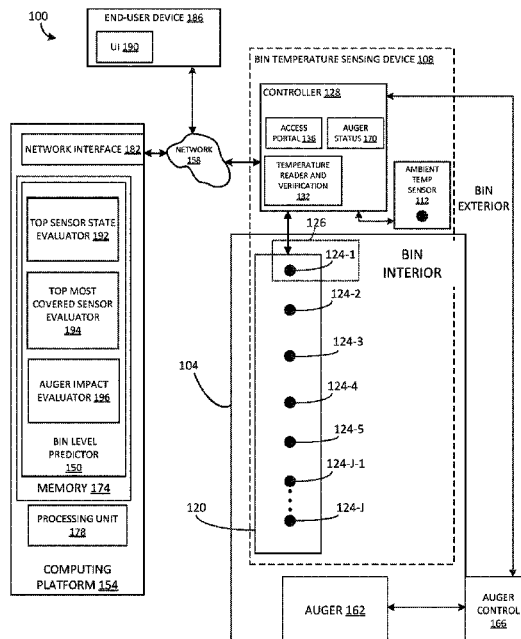 100
END-USER DEVICE 186
UI 190
BIN TEMPERATURE SENSING DEVICE 108
CONTROLLER 128
ACCESS
PORTAL 136
AUGER
STATUS 170
TEMPERATURE
READER AND
VERIFICATION
132
AMBIENT
TEMP
SENSOR
112
BIN
EXTERIOR
NETWORK
158
NETWORK INTERFACE 182
TOP SENSOR STATE
EVALUATOR
192
TOP MOST
COVERED SENSOR
EVALUATOR
194
AUGER IMPACT
EVALUATOR 196
BIN LEVEL
PREDICTOR
150
MEMORY 174
PROCESSING UNIT
178
COMPUTING
PLATFORM 154
126
BIN
INTERIOR
124-1
124-2
124-3
124-4
124-5
124-J-1
124-J
104
120
AUGER 162
AUGER
CONTROL
166